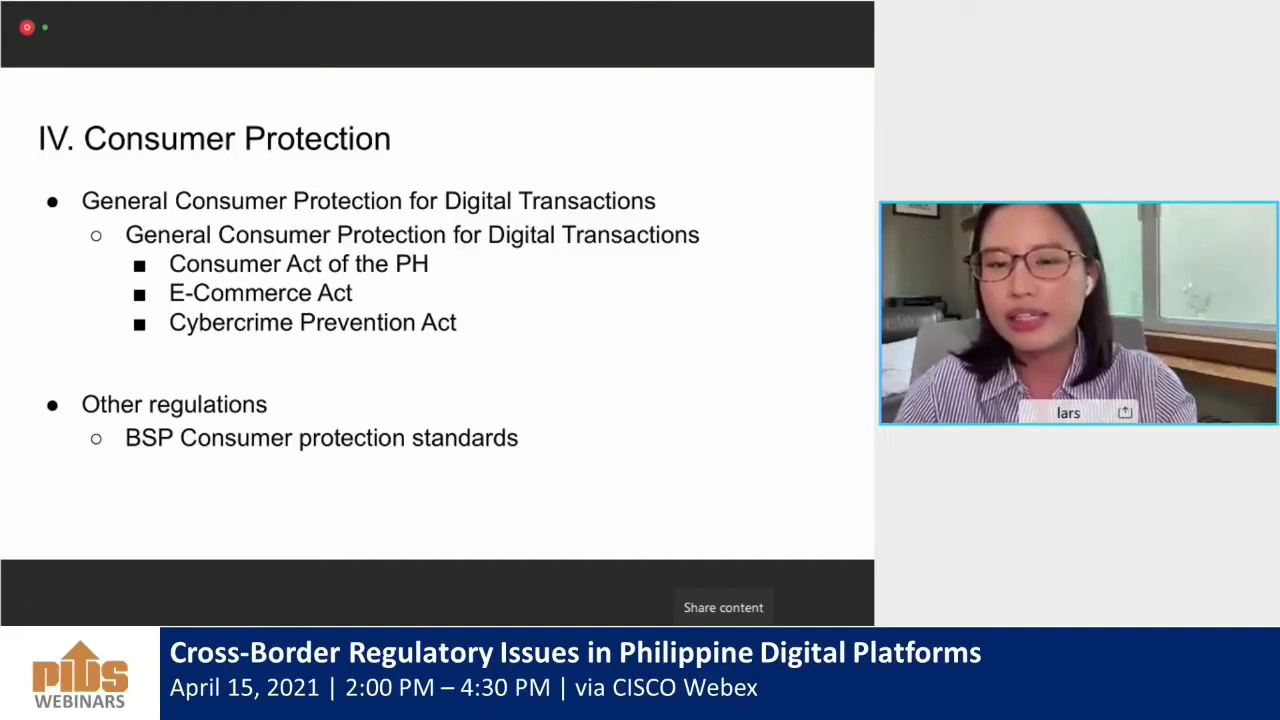 IV. Consumer Protection
● General Consumer Protection for Digital Transactions
○ General Consumer Protection for Digital Transactions
■ Consumer Act of the PH
■ E-Commerce Act
■ Cybercrime Prevention Act
● Other regulations
○ BSP Consumer protection standards
lars
Share content
PIDS
WEBINARS
Cross-Border Regulatory Issues in Philippine Digital Platforms
April 15, 2021 | 2:00 PM – 4:30 PM | via CISCO Webex